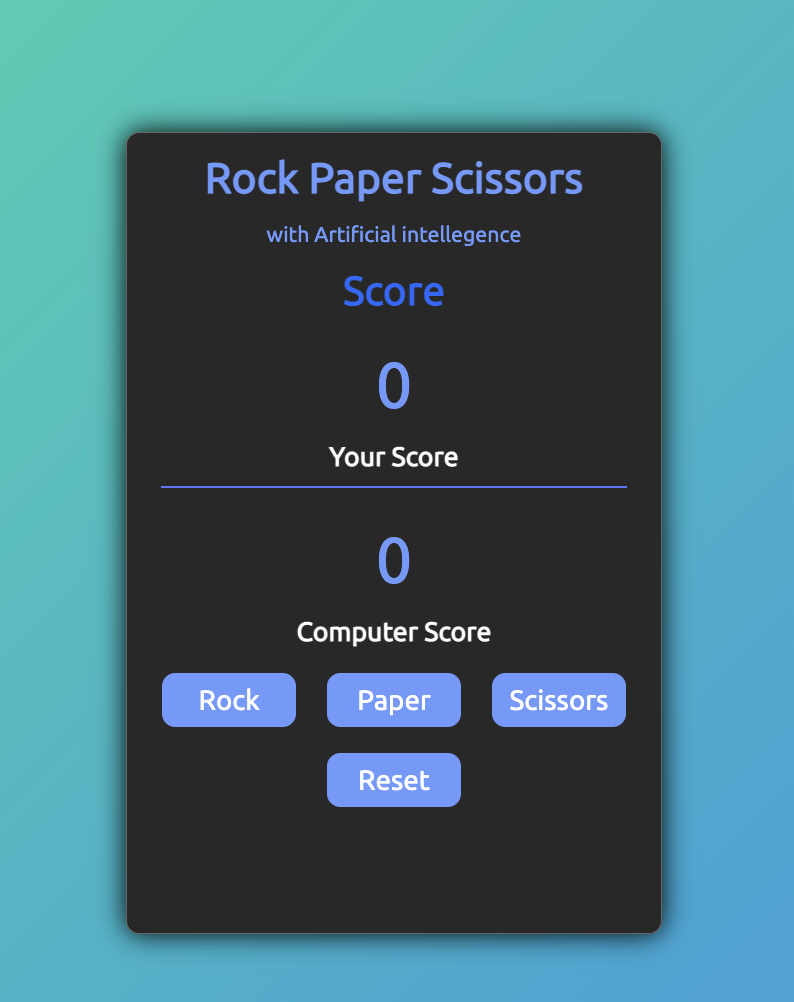 Rock Paper Scissors
with Artificial intellegence
Score
0
Your Score
0
Computer Score
Rock Paper Scissors
Reset